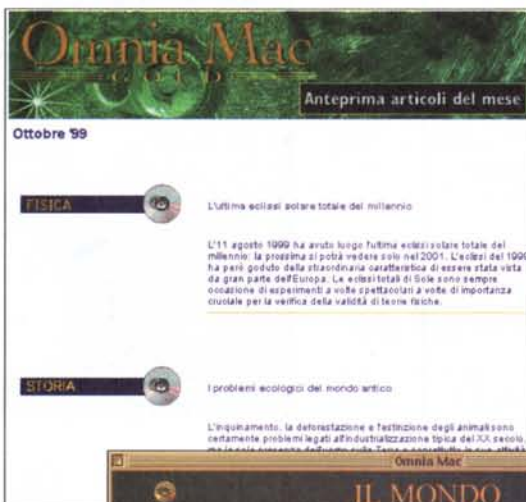 Omnia Mac
GOLD
Anteprima articoli del mese
Ottobre '99
FISICA
L'ultima eclissi solare totale del millennio
L'11 agosto 1999 ha avuto luogo l'ultima eclissi solare totale del
millennio: la prossima si potrà vedere solo nel 2001. L'eclissi del 1999
ha però goduto della straordinaria caratteristica di essere stata vista
da gran parte dell'Europa. Le eclissi totali di Sole sono sempre
occasione di esperimenti a volte spettacolari a volte di importanza
cruciale per la verifica della validità di teorie fisiche.
STORIA
I problemi ecologici del mondo antico
L'inquinamento, la deforestazione e l'estinzione degli animali sono
certamente problemi legati all'industrializzazione tipica del XX secolo,
Omnia Mac
IL MONDO